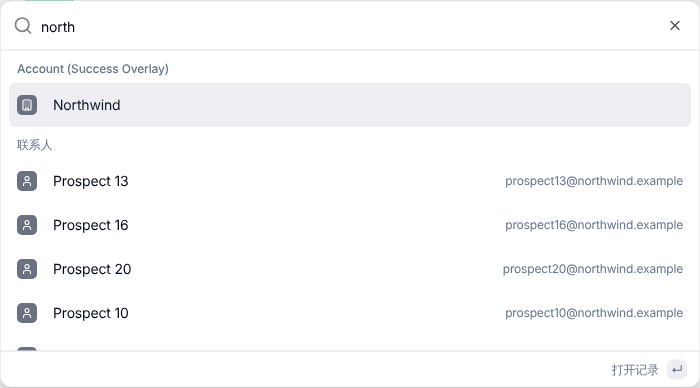 north
Account (Success Overlay)
Northwind
联系人
Prospect 13 prospect13@northwind.example
Prospect 16 prospect16@northwind.example
Prospect 20 prospect20@northwind.example
Prospect 10 prospect10@northwind.example
打开记录